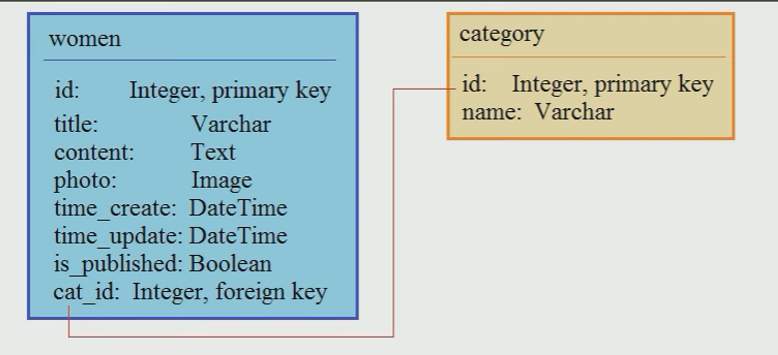 women
id: Integer, primary key
title: Varchar
content: Text
photo: Image
time_create: DateTime
time_update: DateTime
is_published: Boolean
cat_id: Integer, foreign key
category
id: Integer, primary key
name: Varchar